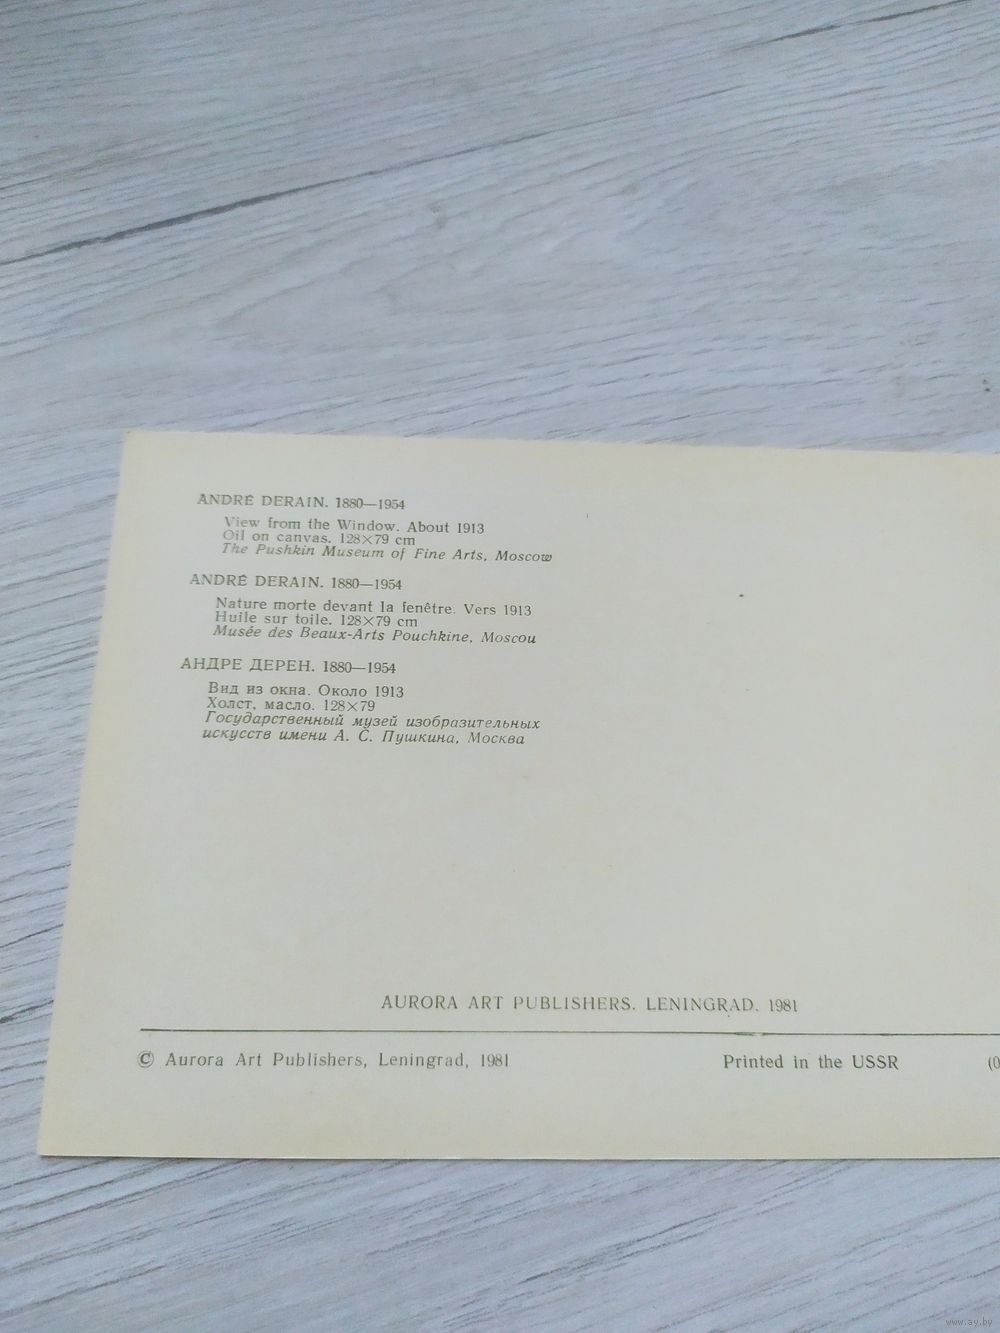 ANDRÉ DERAIN. 1880—1954
View from the Window. About 1913
Oil on canvas. 128×79 cm
The Pushkin Museum of Fine Arts, Moscow
ANDRÉ DERAIN. 1880—1954
Nature morte devant la fenêtre. Vers 1913
Huile sur toile. 128×79 cm
Musée des Beaux-Arts Pouchkine, Moscou
АНДРЕ ДЕРЕН. 1880—1954
Вид из окна. Около 1913
Холст, масло. 128×79
Государственный музей изобразительных
искусств имени А. С. Пушкина, Москва
AURORA ART PUBLISHERS. LENINGRAD. 1981
© Aurora Art Publishers, Leningrad, 1981 Printed in the USSR (0
www.ay.by